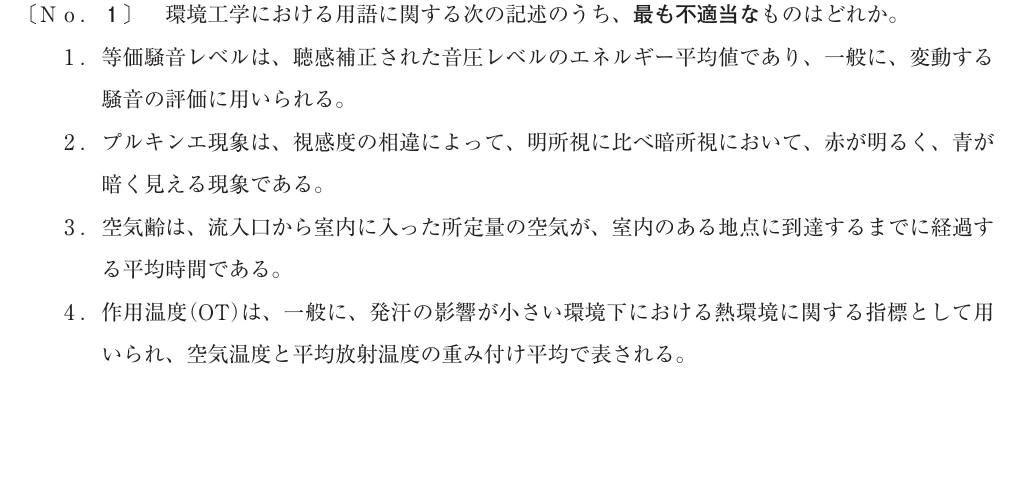 〔Ｎｏ．１〕 環境工学における用語に関する次の記述のうち、最も不適当なものはどれか。
１．等価騒音レベルは、聴感補正された音圧レベルのエネルギー平均値であり、一般に、変動する
騒音の評価に用いられる。
２．プルキンエ現象は、視感度の相違によって、明所視に比べ暗所視において、赤が明るく、青が
暗く見える現象である。
３．空気齢は、流入口から室内に入った所定量の空気が、室内のある地点に到達するまでに経過す
る平均時間である。
４．作用温度(OT)は、一般に、発汗の影響が小さい環境下における熱環境に関する指標として用
いられ、空気温度と平均放射温度の重み付け平均で表される。